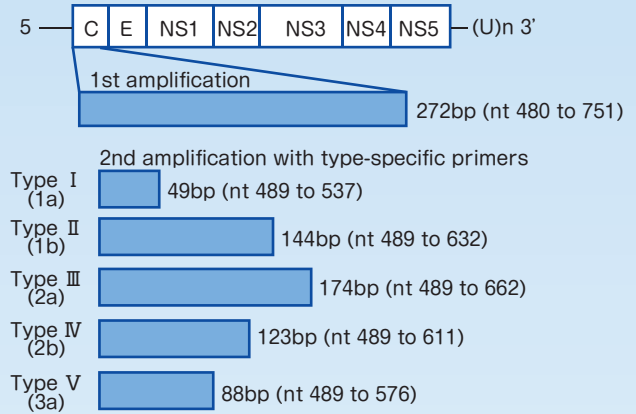 5 C E NS1 NS2 NS3 NS4 NS5 (U)n 3’
1st amplification
272bp (nt 480 to 751)
2nd amplification with type-specific primers
Type Ⅰ
(1a)
49bp (nt 489 to 537)
Type Ⅱ
(1b)
144bp (nt 489 to 632)
Type Ⅲ
(2a)
174bp (nt 489 to 662)
Type Ⅳ
(2b)
123bp (nt 489 to 611)
Type Ⅴ
(3a)
88bp (nt 489 to 576)